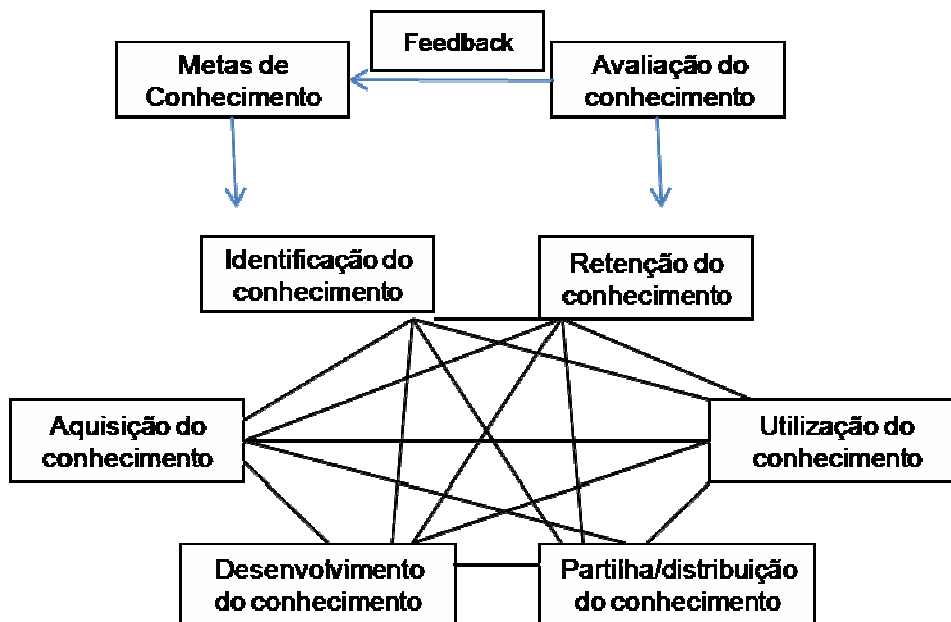 Feedback
Metas de
Conhecimento
Avaliação do
conhecimento
Identificação do
conhecimento
Retenção do
conhecimento
Aquisição do
conhecimento
Utilização do
conhecimento
Desenvolvimento
do conhecimento
Partilha/distribuição
do conhecimento